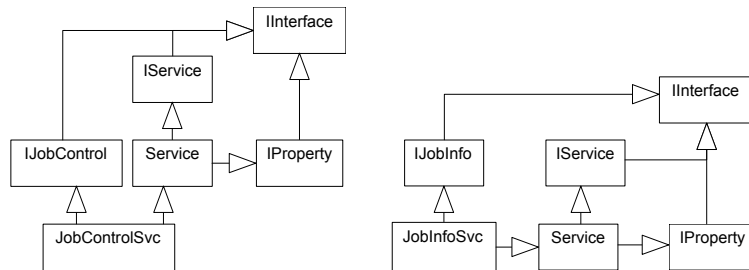 IInterface
IService
IJobControl
Service
IProperty
JobControlSvc
IInterface
IJobInfo
IService
JobInfoSvc
Service
IProperty